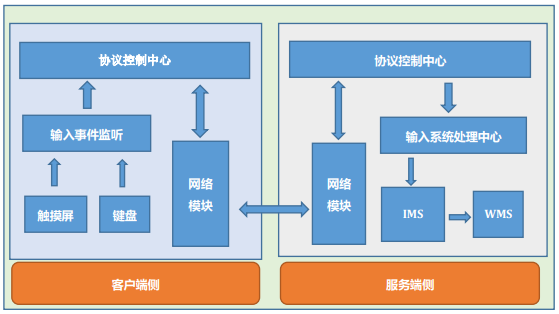 协议控制中心
输入事件监听
触摸屏
键盘
网络
模块
客户端侧
协议控制中心
输入系统处理中心
网络
模块
IMS
WMS
服务端侧